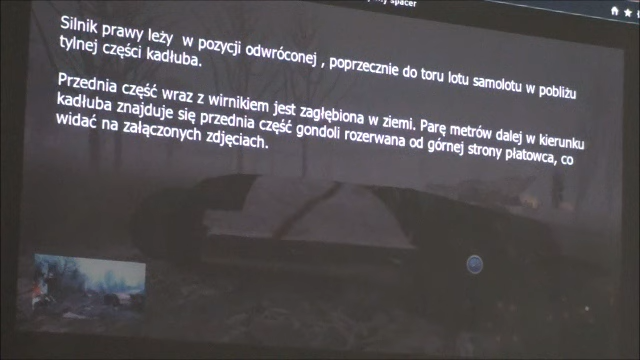 spacer
Silnik prawy leży w pozycji odwróconej , poprzecznie do toru lotu samolotu w pobliżu
tylnej części kadłuba.
Przednia część wraz z wirnikiem jest zagłębiona w ziemi. Parę metrów dalej w kierunku
kadłuba znajduje się przednia część gondoli rozerwana od górnej strony płatowca, co
widać na załączonych zdjęciach.